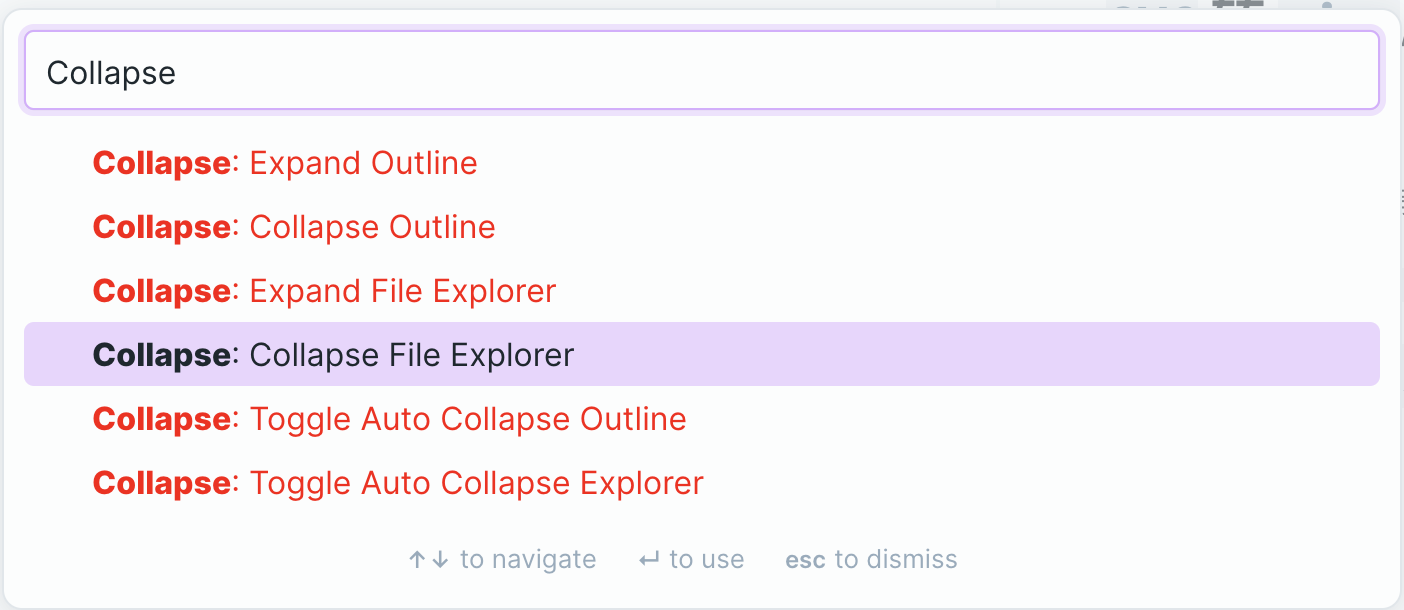 Collapse
Collapse: Expand Outline
Collapse: Collapse Outline
Collapse: Expand File Explorer
Collapse: Collapse File Explorer
Collapse: Toggle Auto Collapse Outline
Collapse: Toggle Auto Collapse Explorer
↑↓ to navigate ↵ to use esc to dismiss